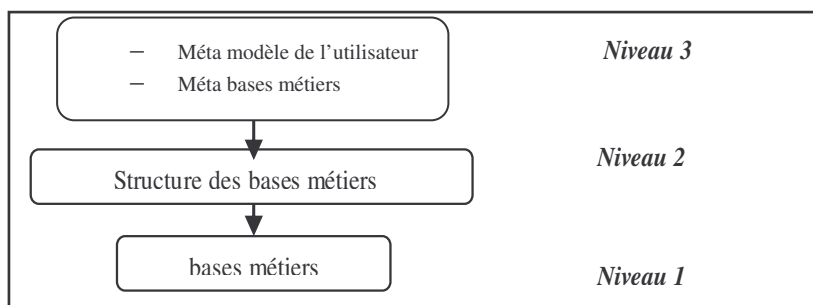 – Méta modèle de l’utilisateur
Niveau 3
– Méta bases métiers
Niveau 2
Structure des bases métiers
bases métiers
Niveau 1